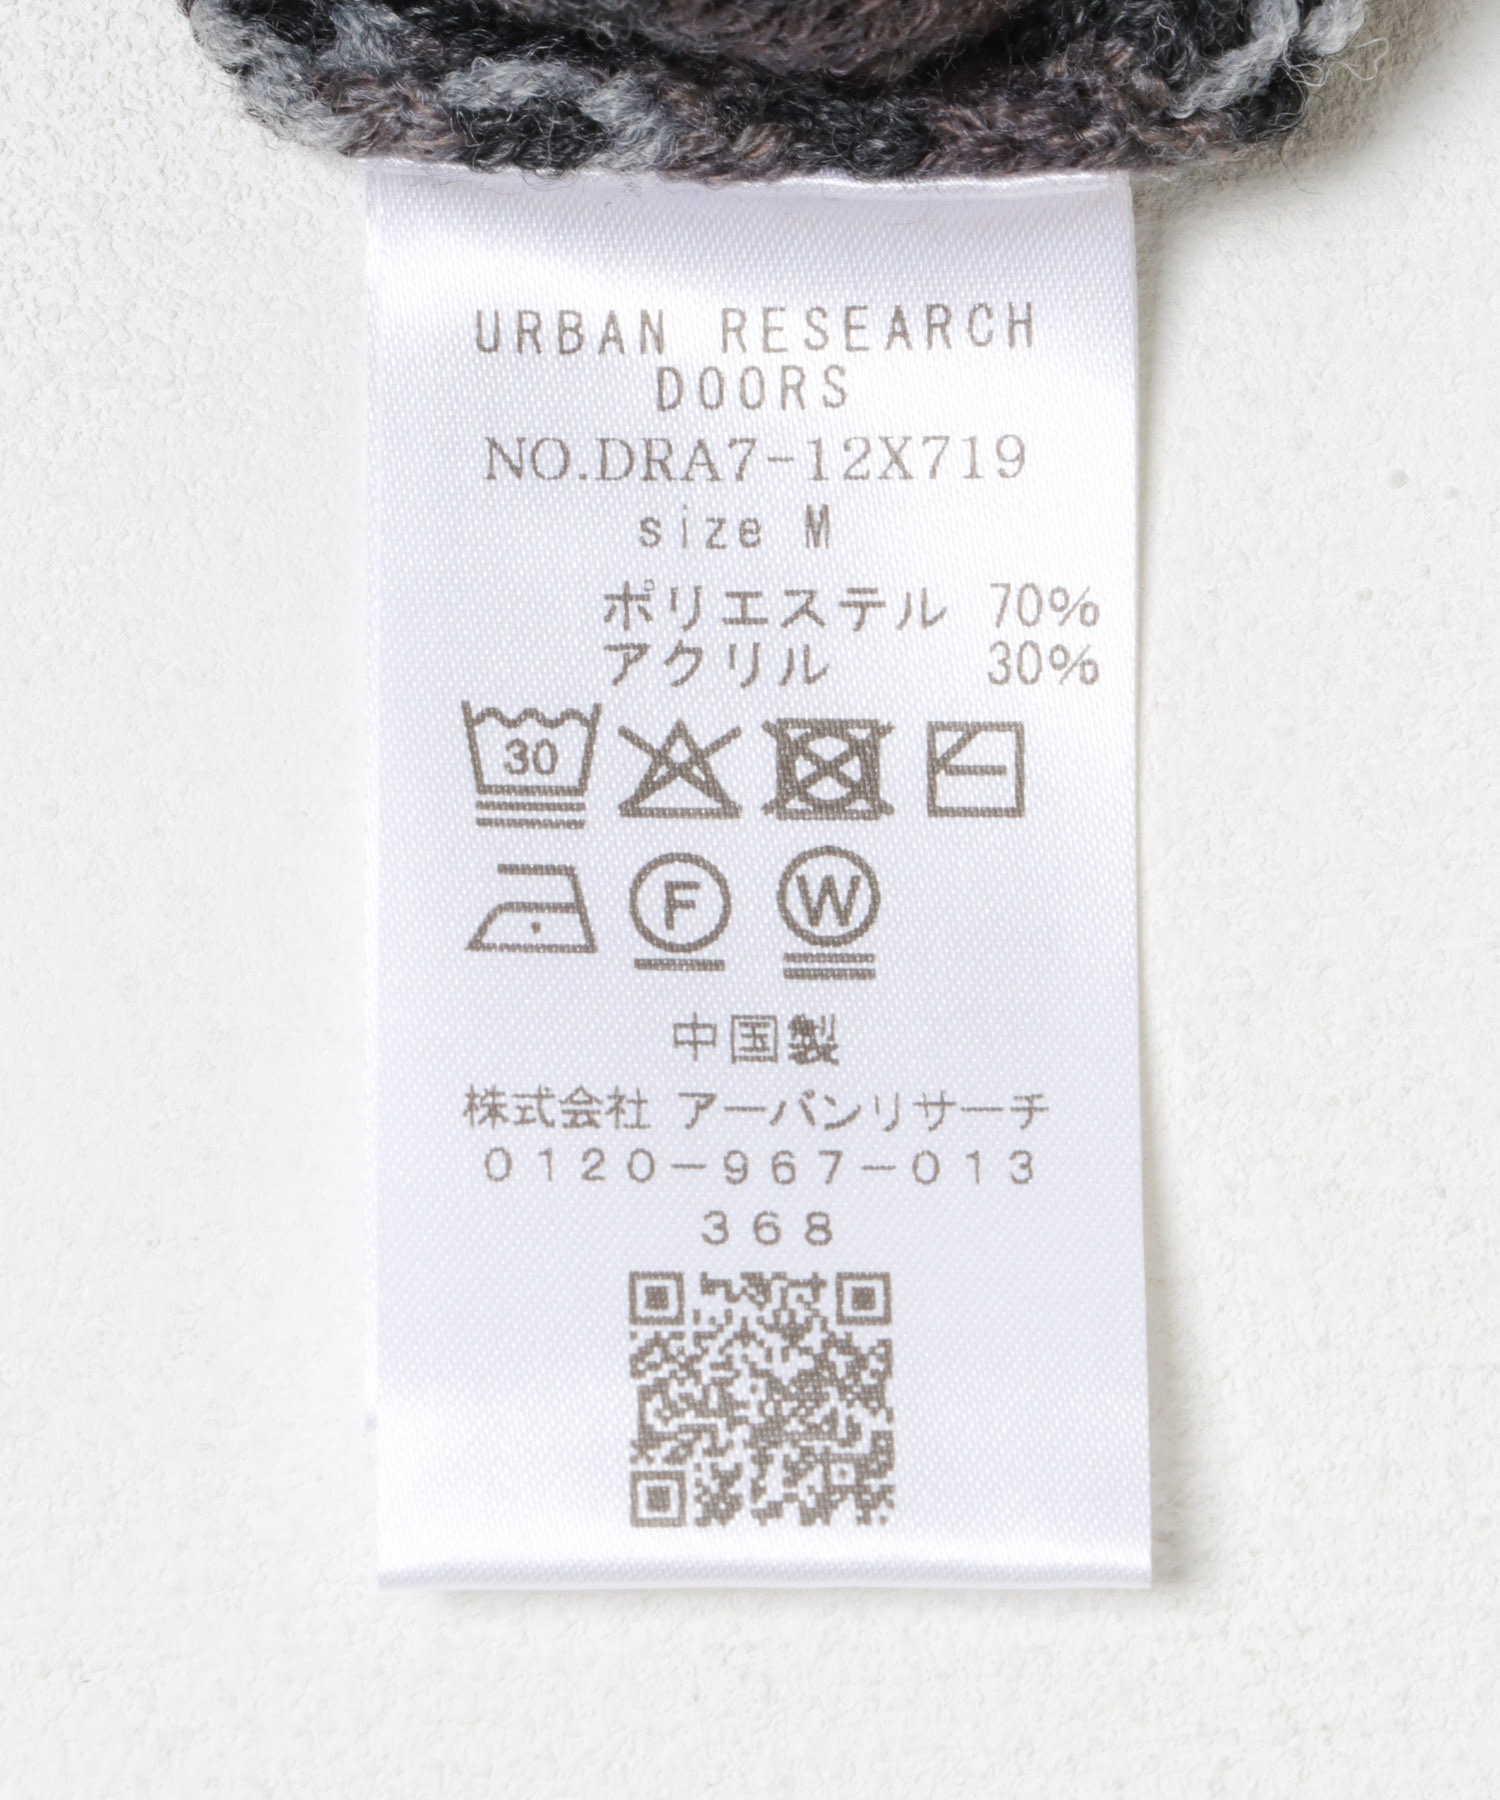 URBAN RESEARCH
DOORS
NO.DRA7-12X719
size M
ポリエステル 70%
アクリル 30%
30
F
W
中国製
株式会社 アーバンリサーチ
0120-967-013
368